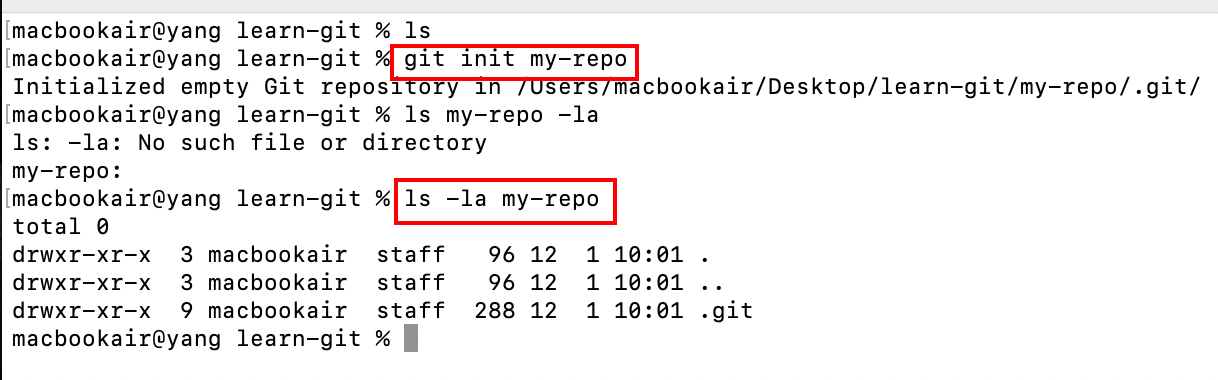 [macbookair@yang learn-git % ls
[macbookair@yang learn-git % git init my-repo
Initialized empty Git repository in /Users/macbookair/Desktop/learn-git/my-repo/.git/
[macbookair@yang learn-git % ls my-repo -la
ls: -la: No such file or directory
my-repo:
[macbookair@yang learn-git % ls -la my-repo
total 0
drwxr-xr-x  3 macbookair  staff   96 12  1 10:01 .
drwxr-xr-x  3 macbookair  staff   96 12  1 10:01 ..
drwxr-xr-x  9 macbookair  staff  288 12  1 10:01 .git
macbookair@yang learn-git %